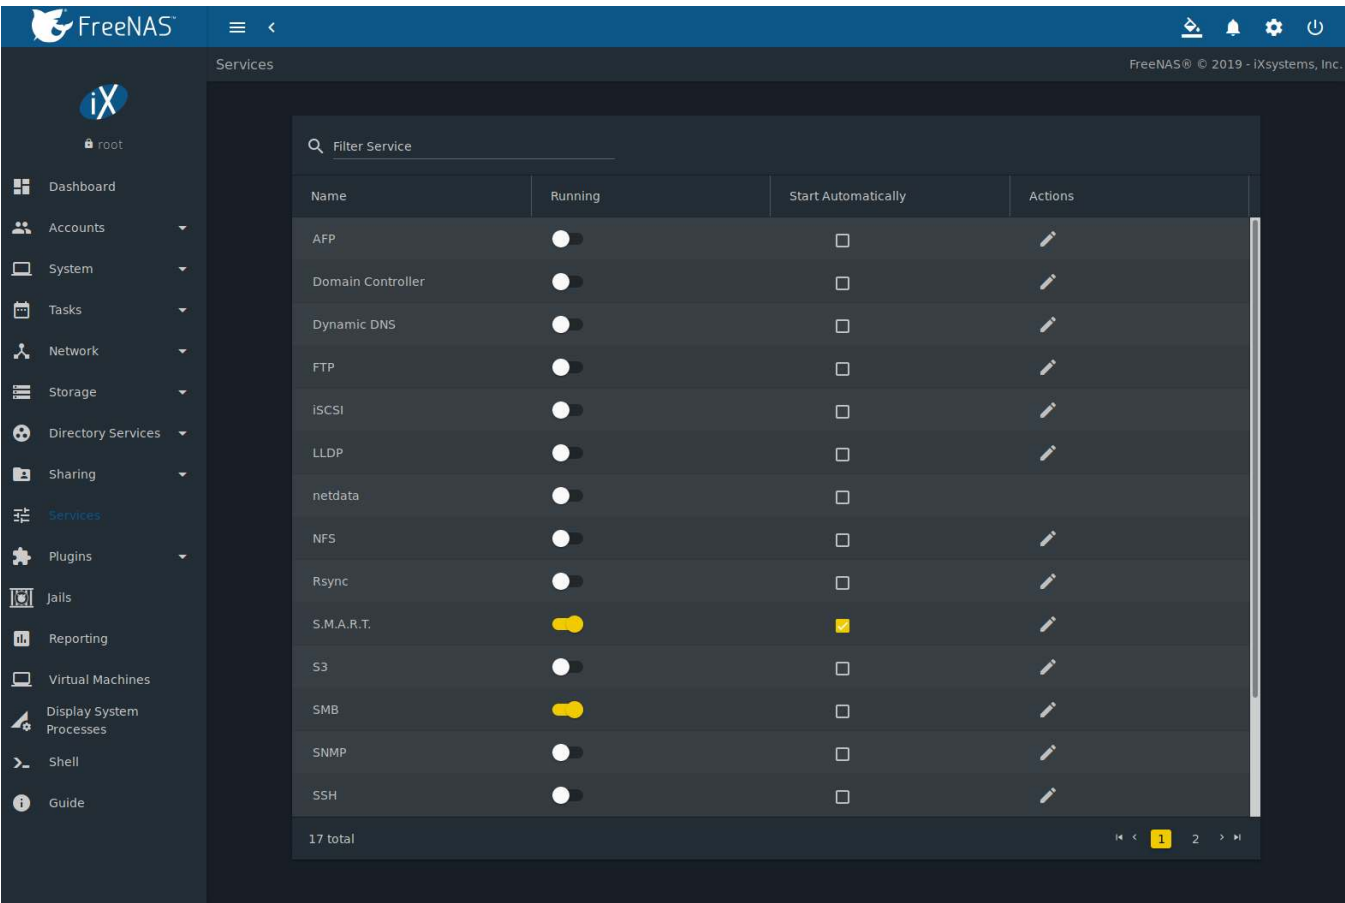 FreeNAS™
Services
FreeNAS® © 2019 - iXsystems, Inc.
iX
root
Dashboard
Accounts
System
Tasks
Network
Storage
Directory Services
Sharing
Services
Plugins
Jails
Reporting
Virtual Machines
Display System
Processes
Shell
Guide
Filter Service
Name Running Start Automatically Actions
AFP
Domain Controller
Dynamic DNS
FTP
iSCSI
LLDP
netdata
NFS
Rsync
S.M.A.R.T.
S3
SMB
SNMP
SSH
17 total
1 2